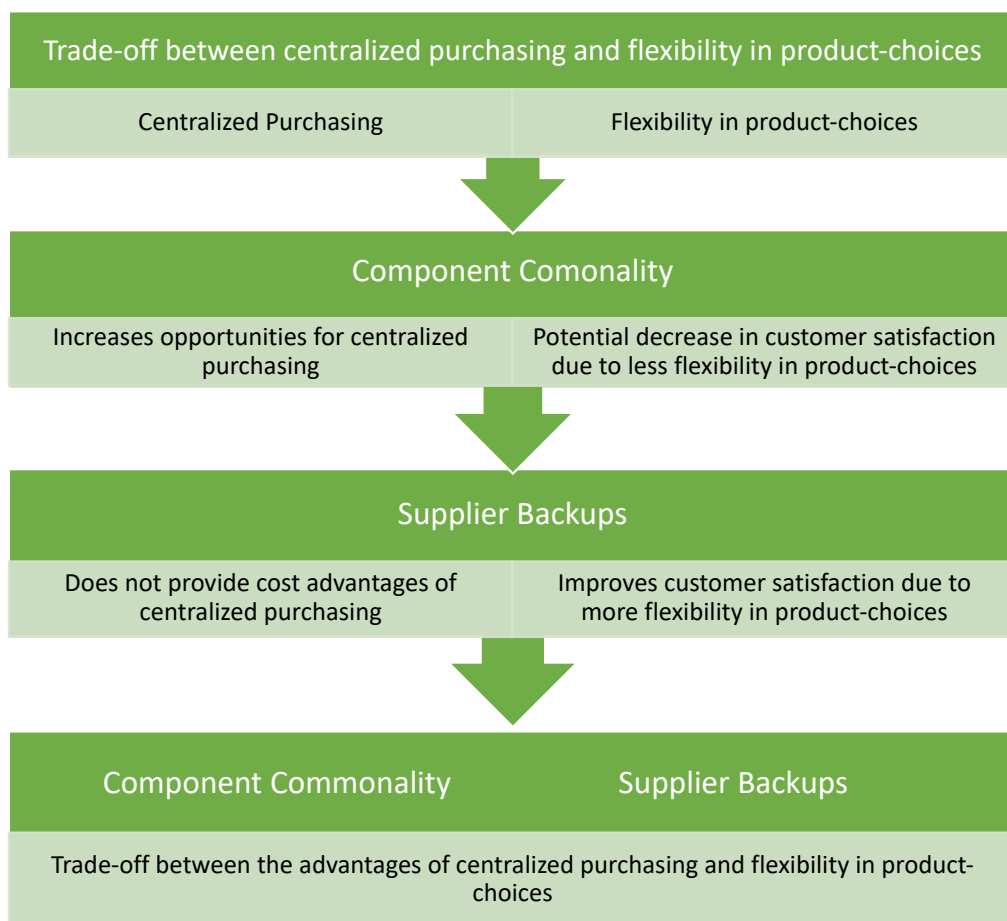 Trade-off between centralized purchasing and flexibility in product-choices
Centralized Purchasing
Flexibility in product-choices
Component Comonality
Increases opportunities for centralized
purchasing
Potential decrease in customer satisfaction
due to less flexibility in product-choices
Supplier Backups
Does not provide cost advantages of
centralized purchasing
Improves customer satisfaction due to
more flexibility in product-choices
Component Commonality
Supplier Backups
Trade-off between the advantages of centralized purchasing and flexibility in product-
choices